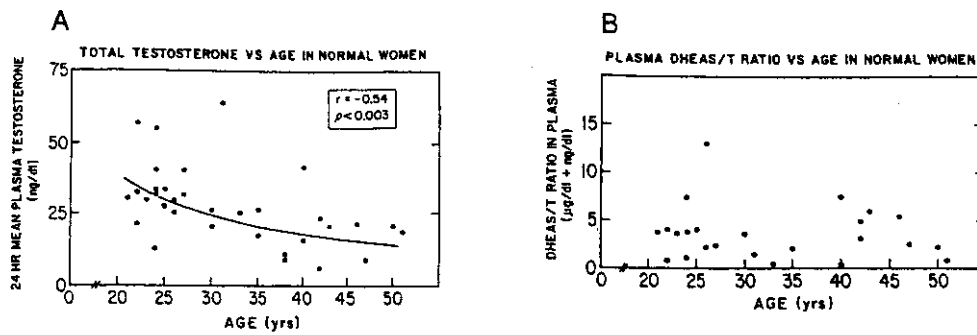 A
TOTAL TESTOSTERONE VS AGE IN NORMAL WOMEN
75
50
25
0
24 HR MEAN PLASMA TESTOSTERONE
(ng/dl)
r = -0.54
p<0.003
0 20 25 30 35 40 45 50
AGE (yrs)
B
PLASMA DHEAS/T RATIO VS AGE IN NORMAL WOMEN
15
10
5
0
DHEAS/T RATIO IN PLASMA
(µg/dl ÷ ng/dl)
0 20 25 30 35 40 45 50
AGE (yrs)